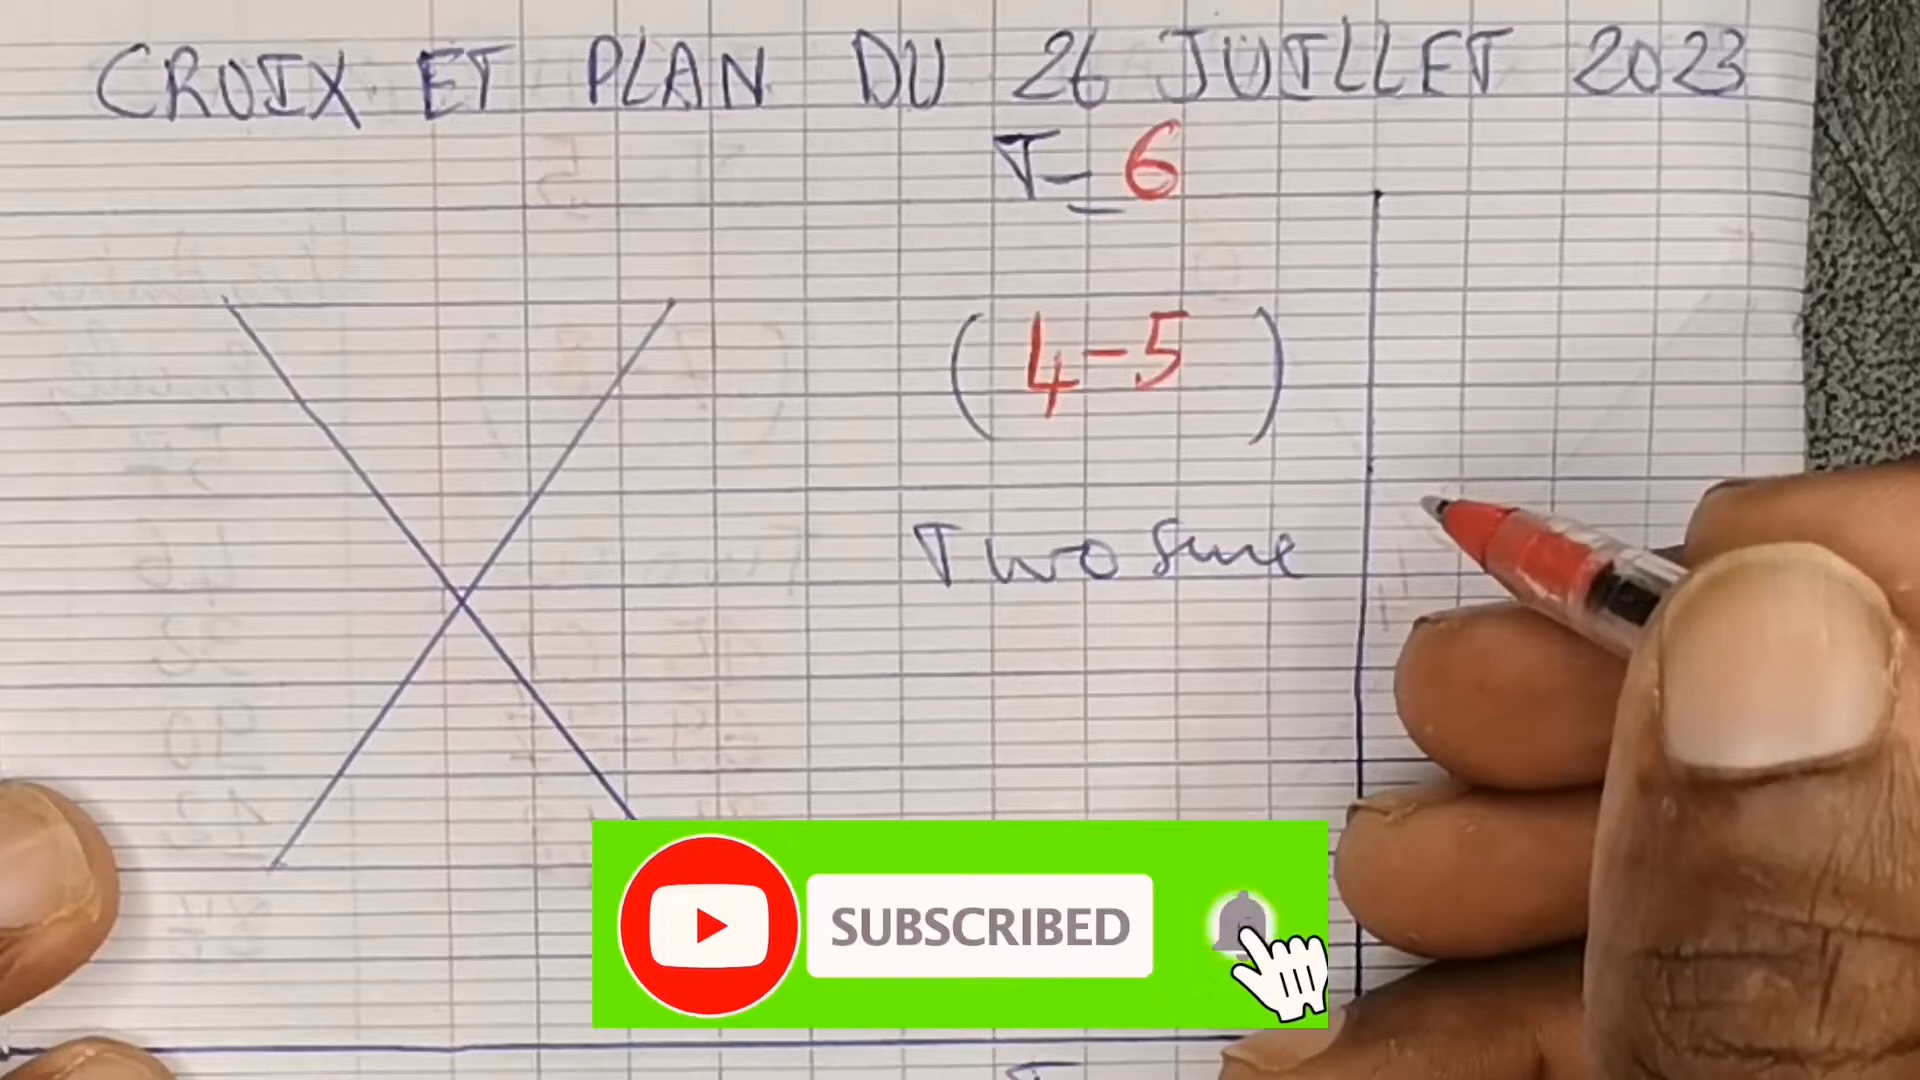 CROIX ET PLAN DU 26 JUILLET 2023
T= 6
( 4-5 )
Two Sure
SUBSCRIBED
T